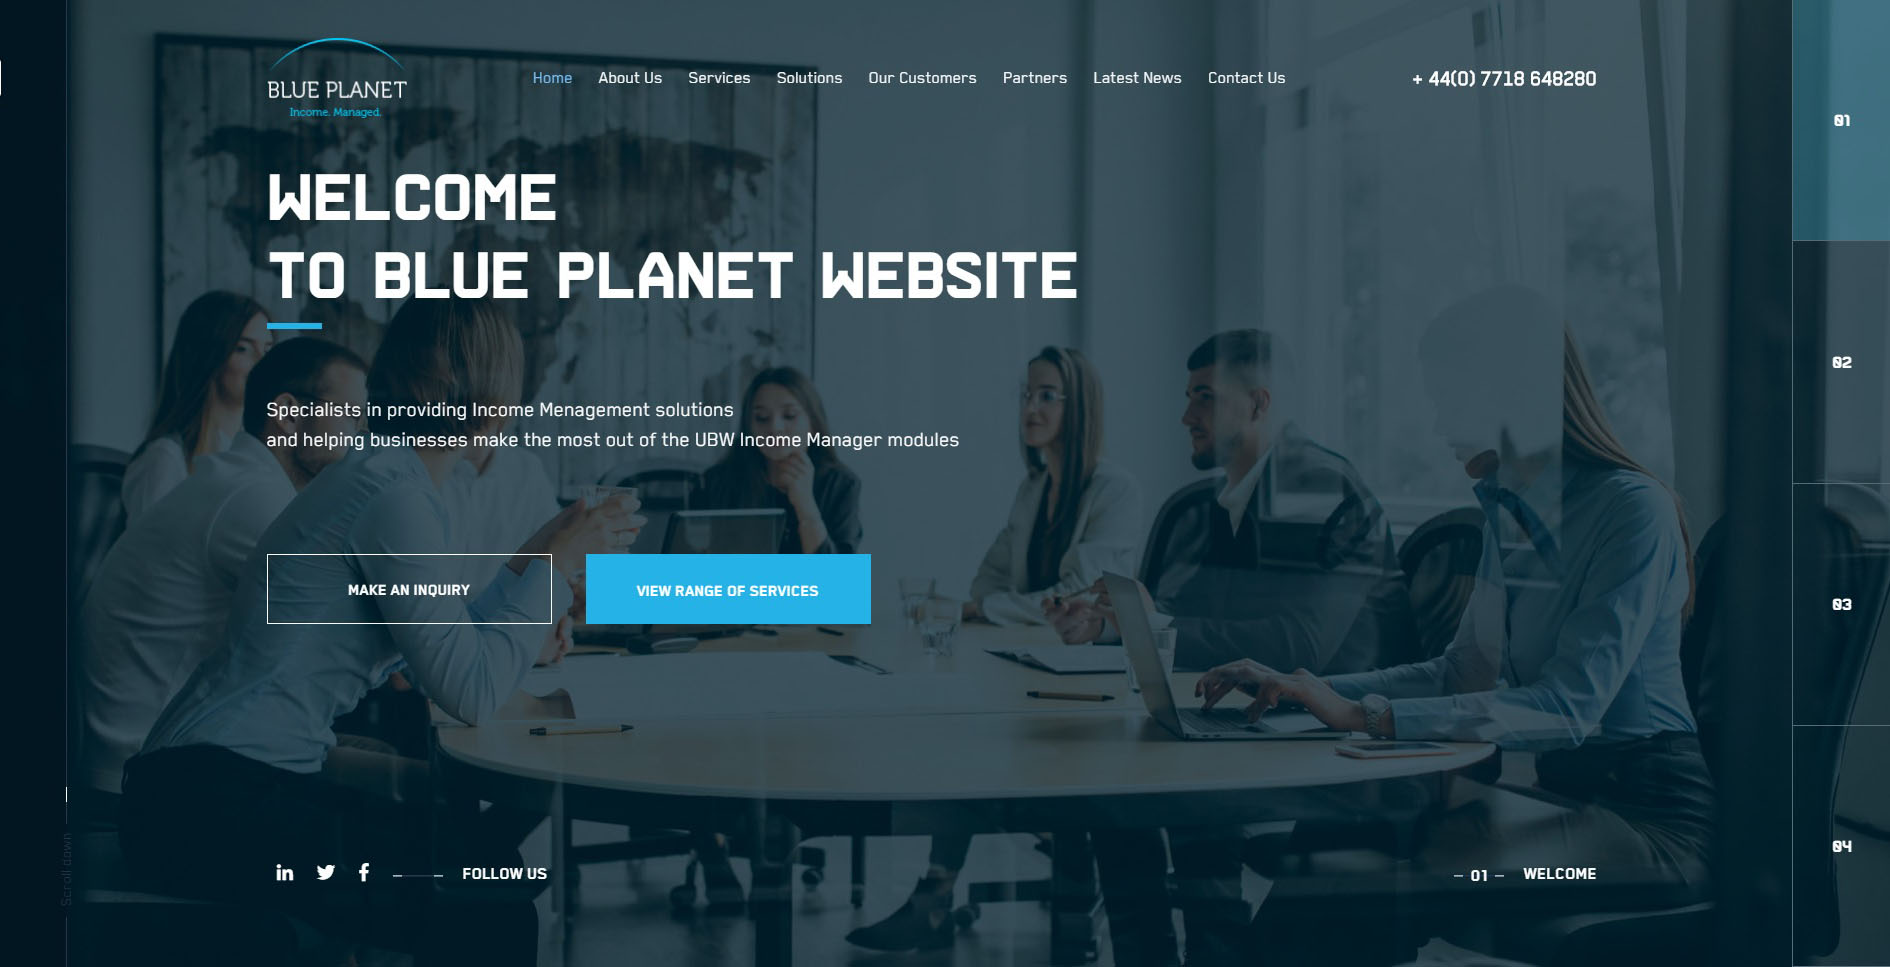 BLUE PLANET
Income. Managed.
Home About Us Services Solutions Our Customers Partners Latest News Contact Us
+ 44(0) 7718 648280
WELCOME
TO BLUE PLANET WEBSITE
Specialists in providing Income Menagement solutions
and helping businesses make the most out of the UBW Income Manager modules
MAKE AN INQUIRY
VIEW RANGE OF SERVICES
01
02
03
04
Scroll down
in
FOLLOW US
01 WELCOME